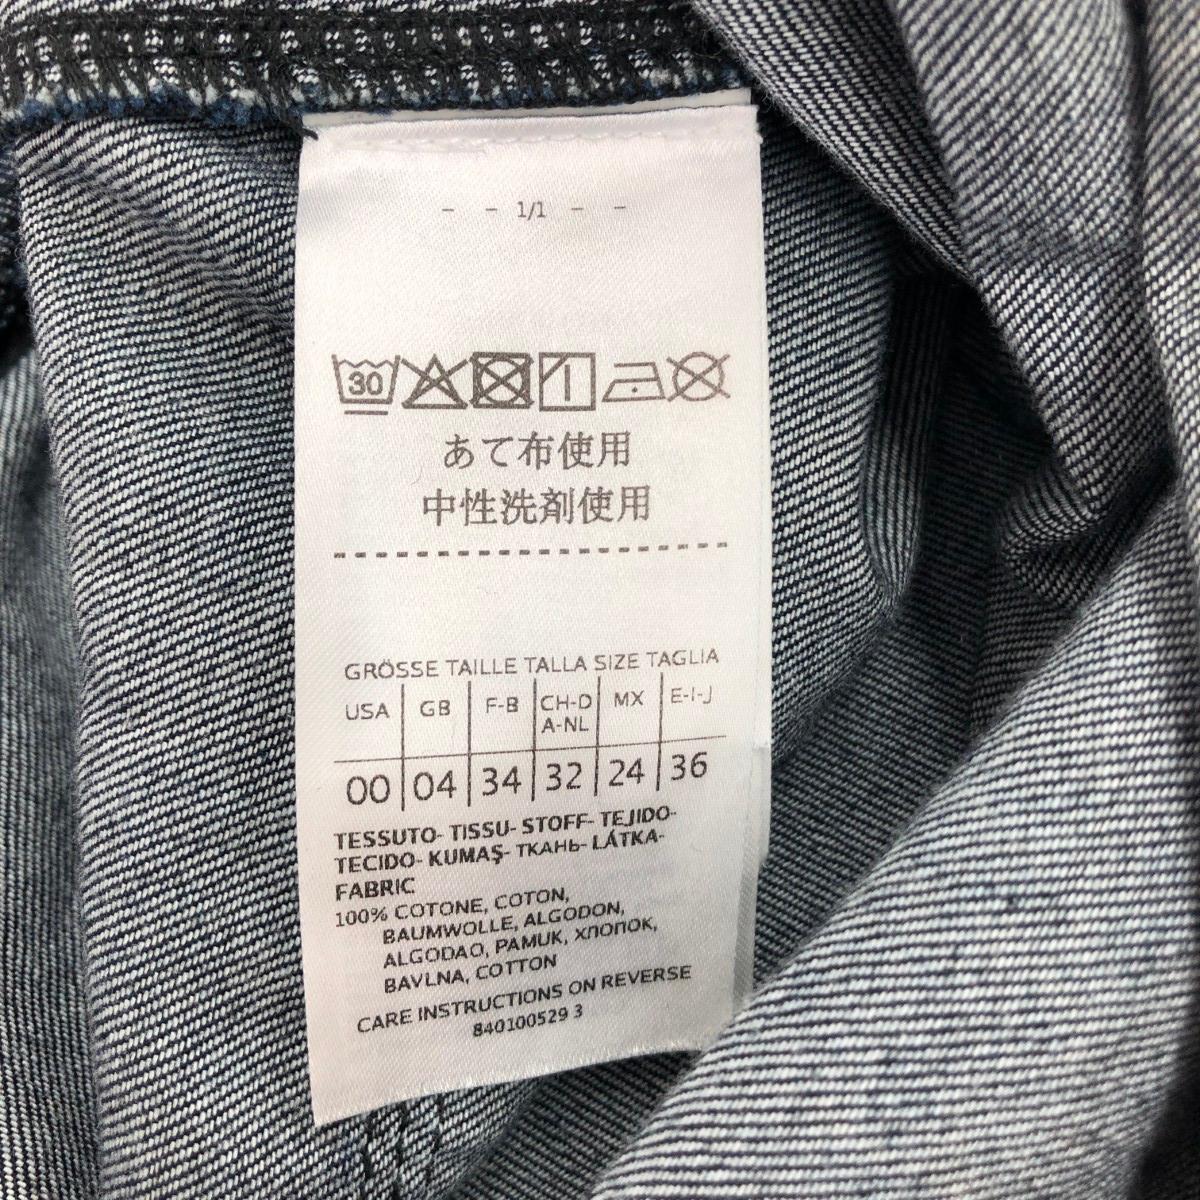 - - 1/1 - -
30
あて布使用
中性洗剤使用
GRÖSSE TAILLE TALLA SIZE TAGLIA
USA GB F-B CH-D A-NL MX E-I-J
00 04 34 32 24 36
TESSUTO- TISSU- STOFF- TEJIDO-
TECIDO- KUMAŞ- ТКАНЬ- LÁTKA-
FABRIC
100% COTONE, COTON,
BAUMWOLLE, ALGODON,
ALGODAO, PAMUK, ХЛОПОК,
BAVLNA, COTTON
CARE INSTRUCTIONS ON REVERSE
840100529 3